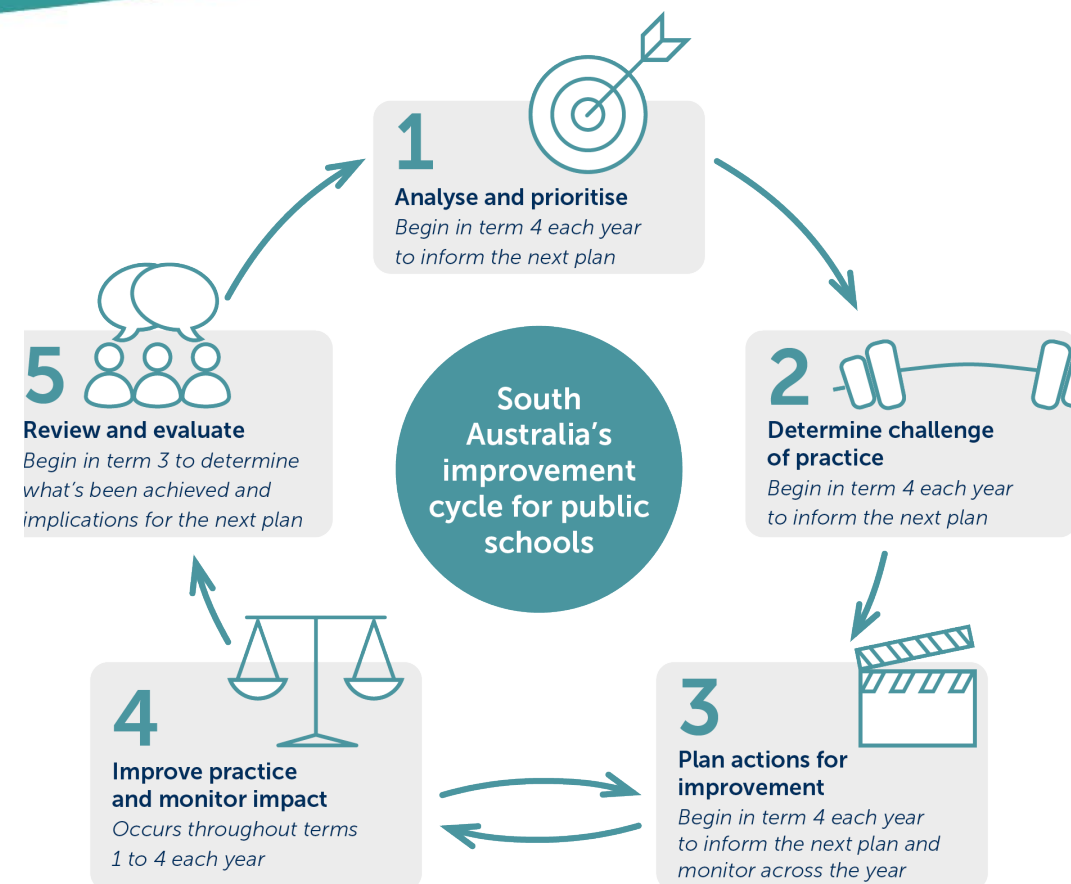 1
Analyse and prioritise
Begin in term 4 each year
to inform the next plan
2
Determine challenge
of practice
Begin in term 4 each year
to inform the next plan
3
Plan actions for
improvement
Begin in term 4 each year
to inform the next plan and
monitor across the year
4
Improve practice
and monitor impact
Occurs throughout terms
1 to 4 each year
5
Review and evaluate
Begin in term 3 to determine
what’s been achieved and
implications for the next plan
South
Australia’s
improvement
cycle for public
schools